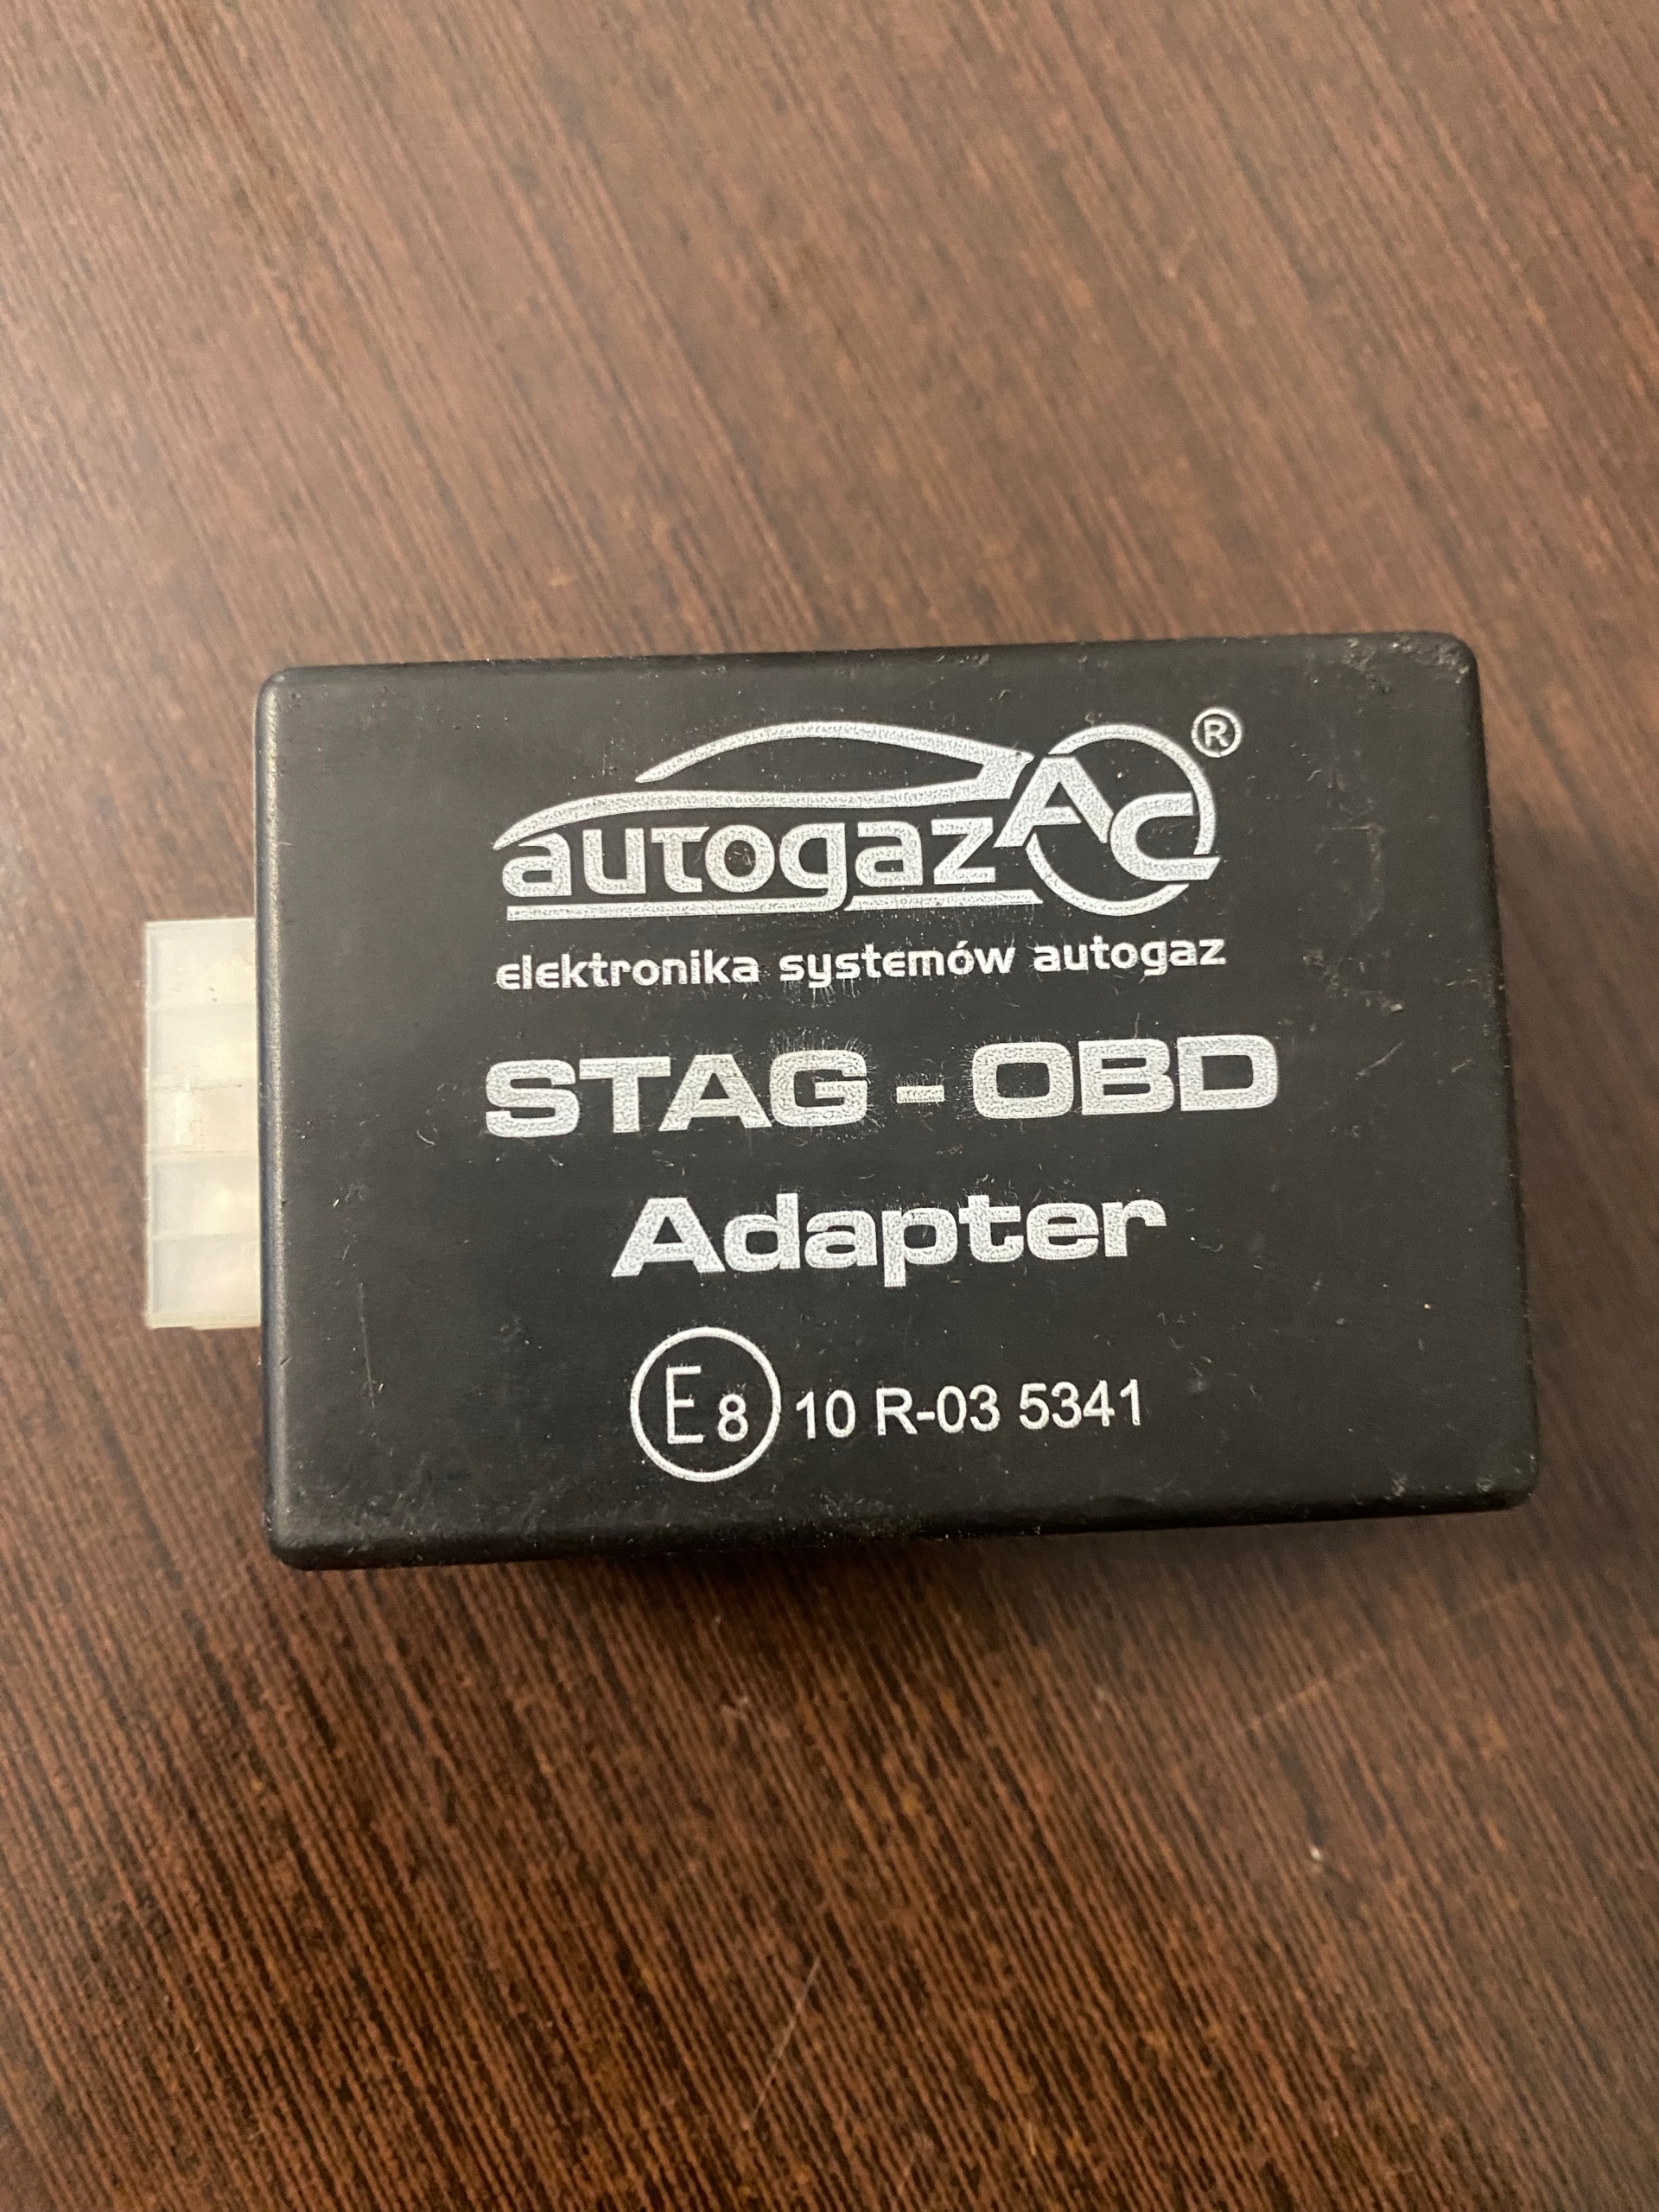 autogaz AC ®
elektronika systemów autogaz
STAG - OBD
Adapter
E8 10 R-03 5341